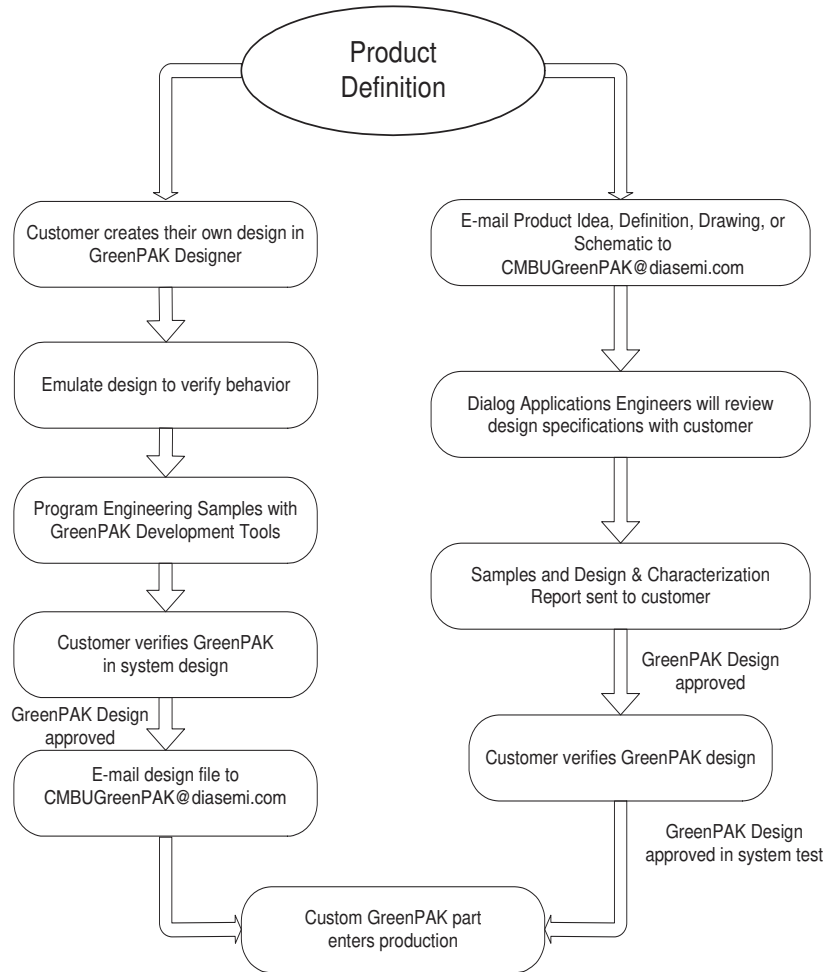 Product
Definition
Customer creates their own design in
GreenPAK Designer
Emulate design to verify behavior
Program Engineering Samples with
GreenPAK Development Tools
Customer verifies GreenPAK
in system design
GreenPAK Design
approved
E-mail design file to
CMBUGreenPAK@diasemi.com
E-mail Product Idea, Definition, Drawing, or
Schematic to
CMBUGreenPAK@diasemi.com
Dialog Applications Engineers will review
design specifications with customer
Samples and Design & Characterization
Report sent to customer
GreenPAK Design
approved
Customer verifies GreenPAK design
GreenPAK Design
approved in system test
Custom GreenPAK part
enters production